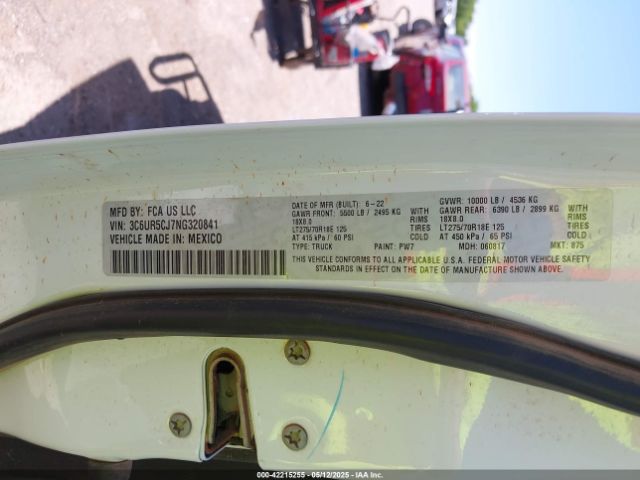 MFD BY: FCA US LLC
VIN: 3C6UR5CJ7NG320841
VEHICLE MADE IN: MEXICO
DATE OF MFR (BUILT): 6-22
GAWR FRONT: 5500 LB / 2495 KG
18X8.0 WITH RIMS
LT275/70R18E 125 TIRES
AT 415 kPa / 60 PSI COLD
TYPE: TRUCK PAINT: PW7
GVWR: 10000 LB / 4536 KG
GAWR REAR: 6390 LB / 2899 KG
18X8.0 WITH RIMS
LT275/70R18E 125 TIRES
AT 450 kPa / 65 PSI COLD
MDH: 060817 MKT: 875
THIS VEHICLE CONFORMS TO ALL APPLICABLE U.S.A. FEDERAL MOTOR VEHICLE SAFETY
STANDARDS IN EFFECT ON THE DATE OF MANUFACTURE SHOWN ABOVE.
000-42215255 - 05/12/2025 - IAAI.COM